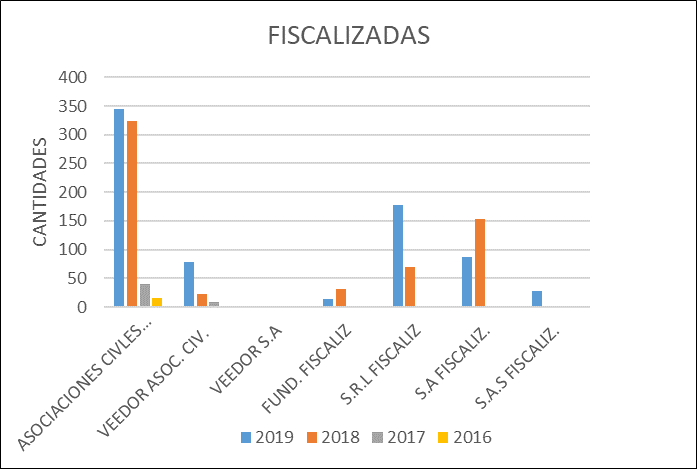 FISCALIZADAS
CANTIDADES
400
350
300
250
200
150
100
50
0
ASOCIACIONES CIVLES...
VEEDOR ASOC. CIV.
VEEDOR S.A
FUND. FISCALIZ
S.R.L FISCALIZ
S.A FISCALIZ.
S.A.S FISCALIZ.
2019 2018 2017 2016